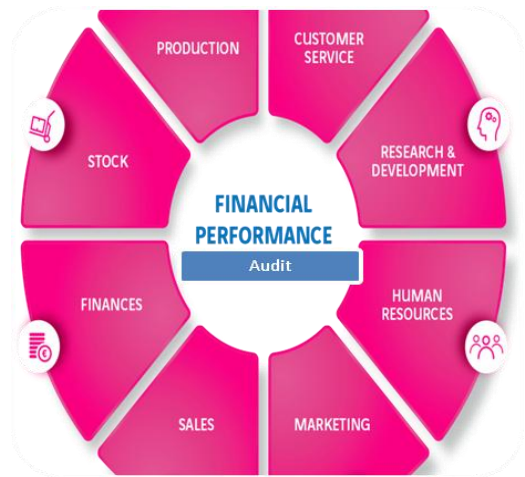 PRODUCTION
CUSTOMER
SERVICE
STOCK
RESEARCH &
DEVELOPMENT
FINANCIAL
PERFORMANCE
Audit
FINANCES
HUMAN
RESOURCES
SALES
MARKETING